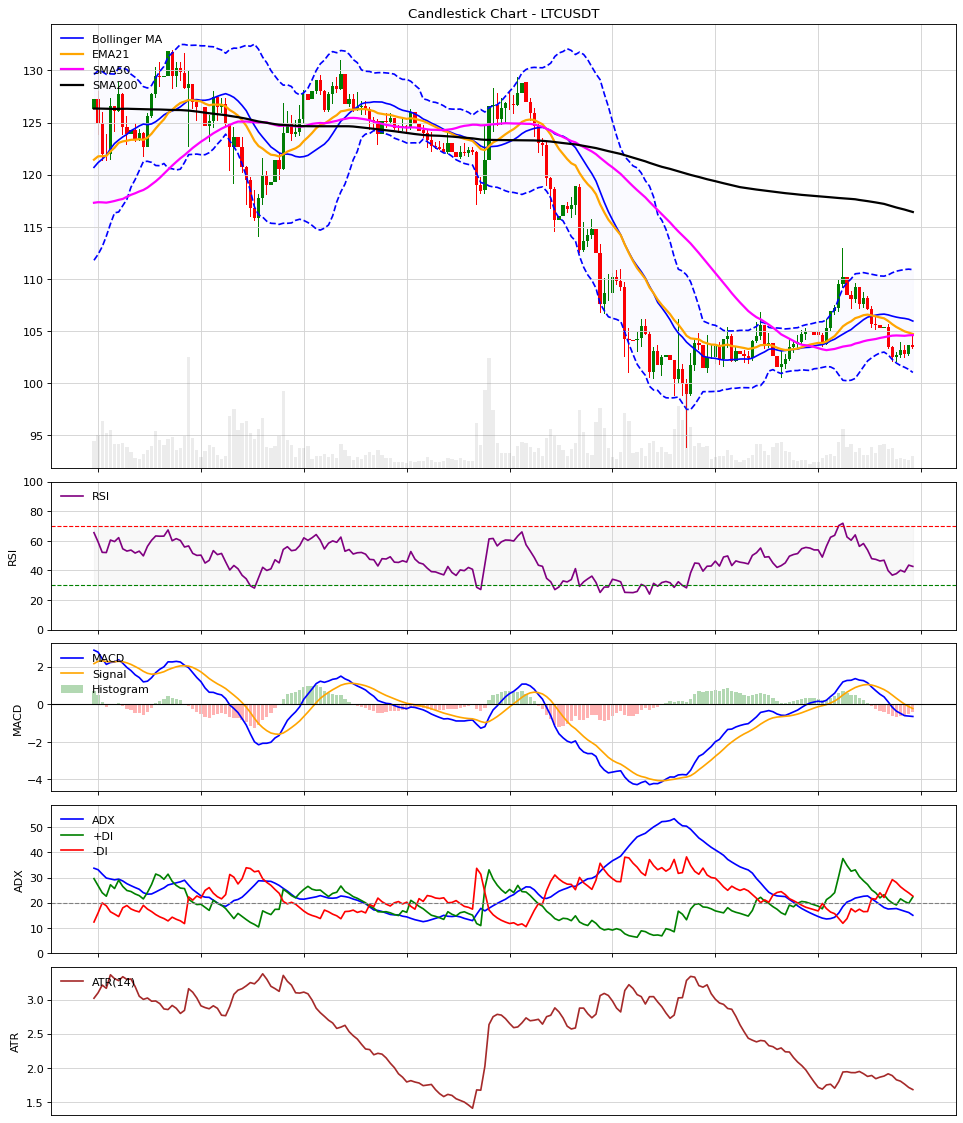 Candlestick Chart - LTCUSDT
Bollinger MA
EMA21
SMA50
SMA200
130
125
120
115
110
105
100
95
RSI
100
80
60
40
20
0
RSI
MACD
Signal
Histogram
2
0
−2
−4
MACD
ADX
+DI
-DI
50
40
30
20
10
0
ADX
ATR(14)
3.0
2.5
2.0
1.5
ATR